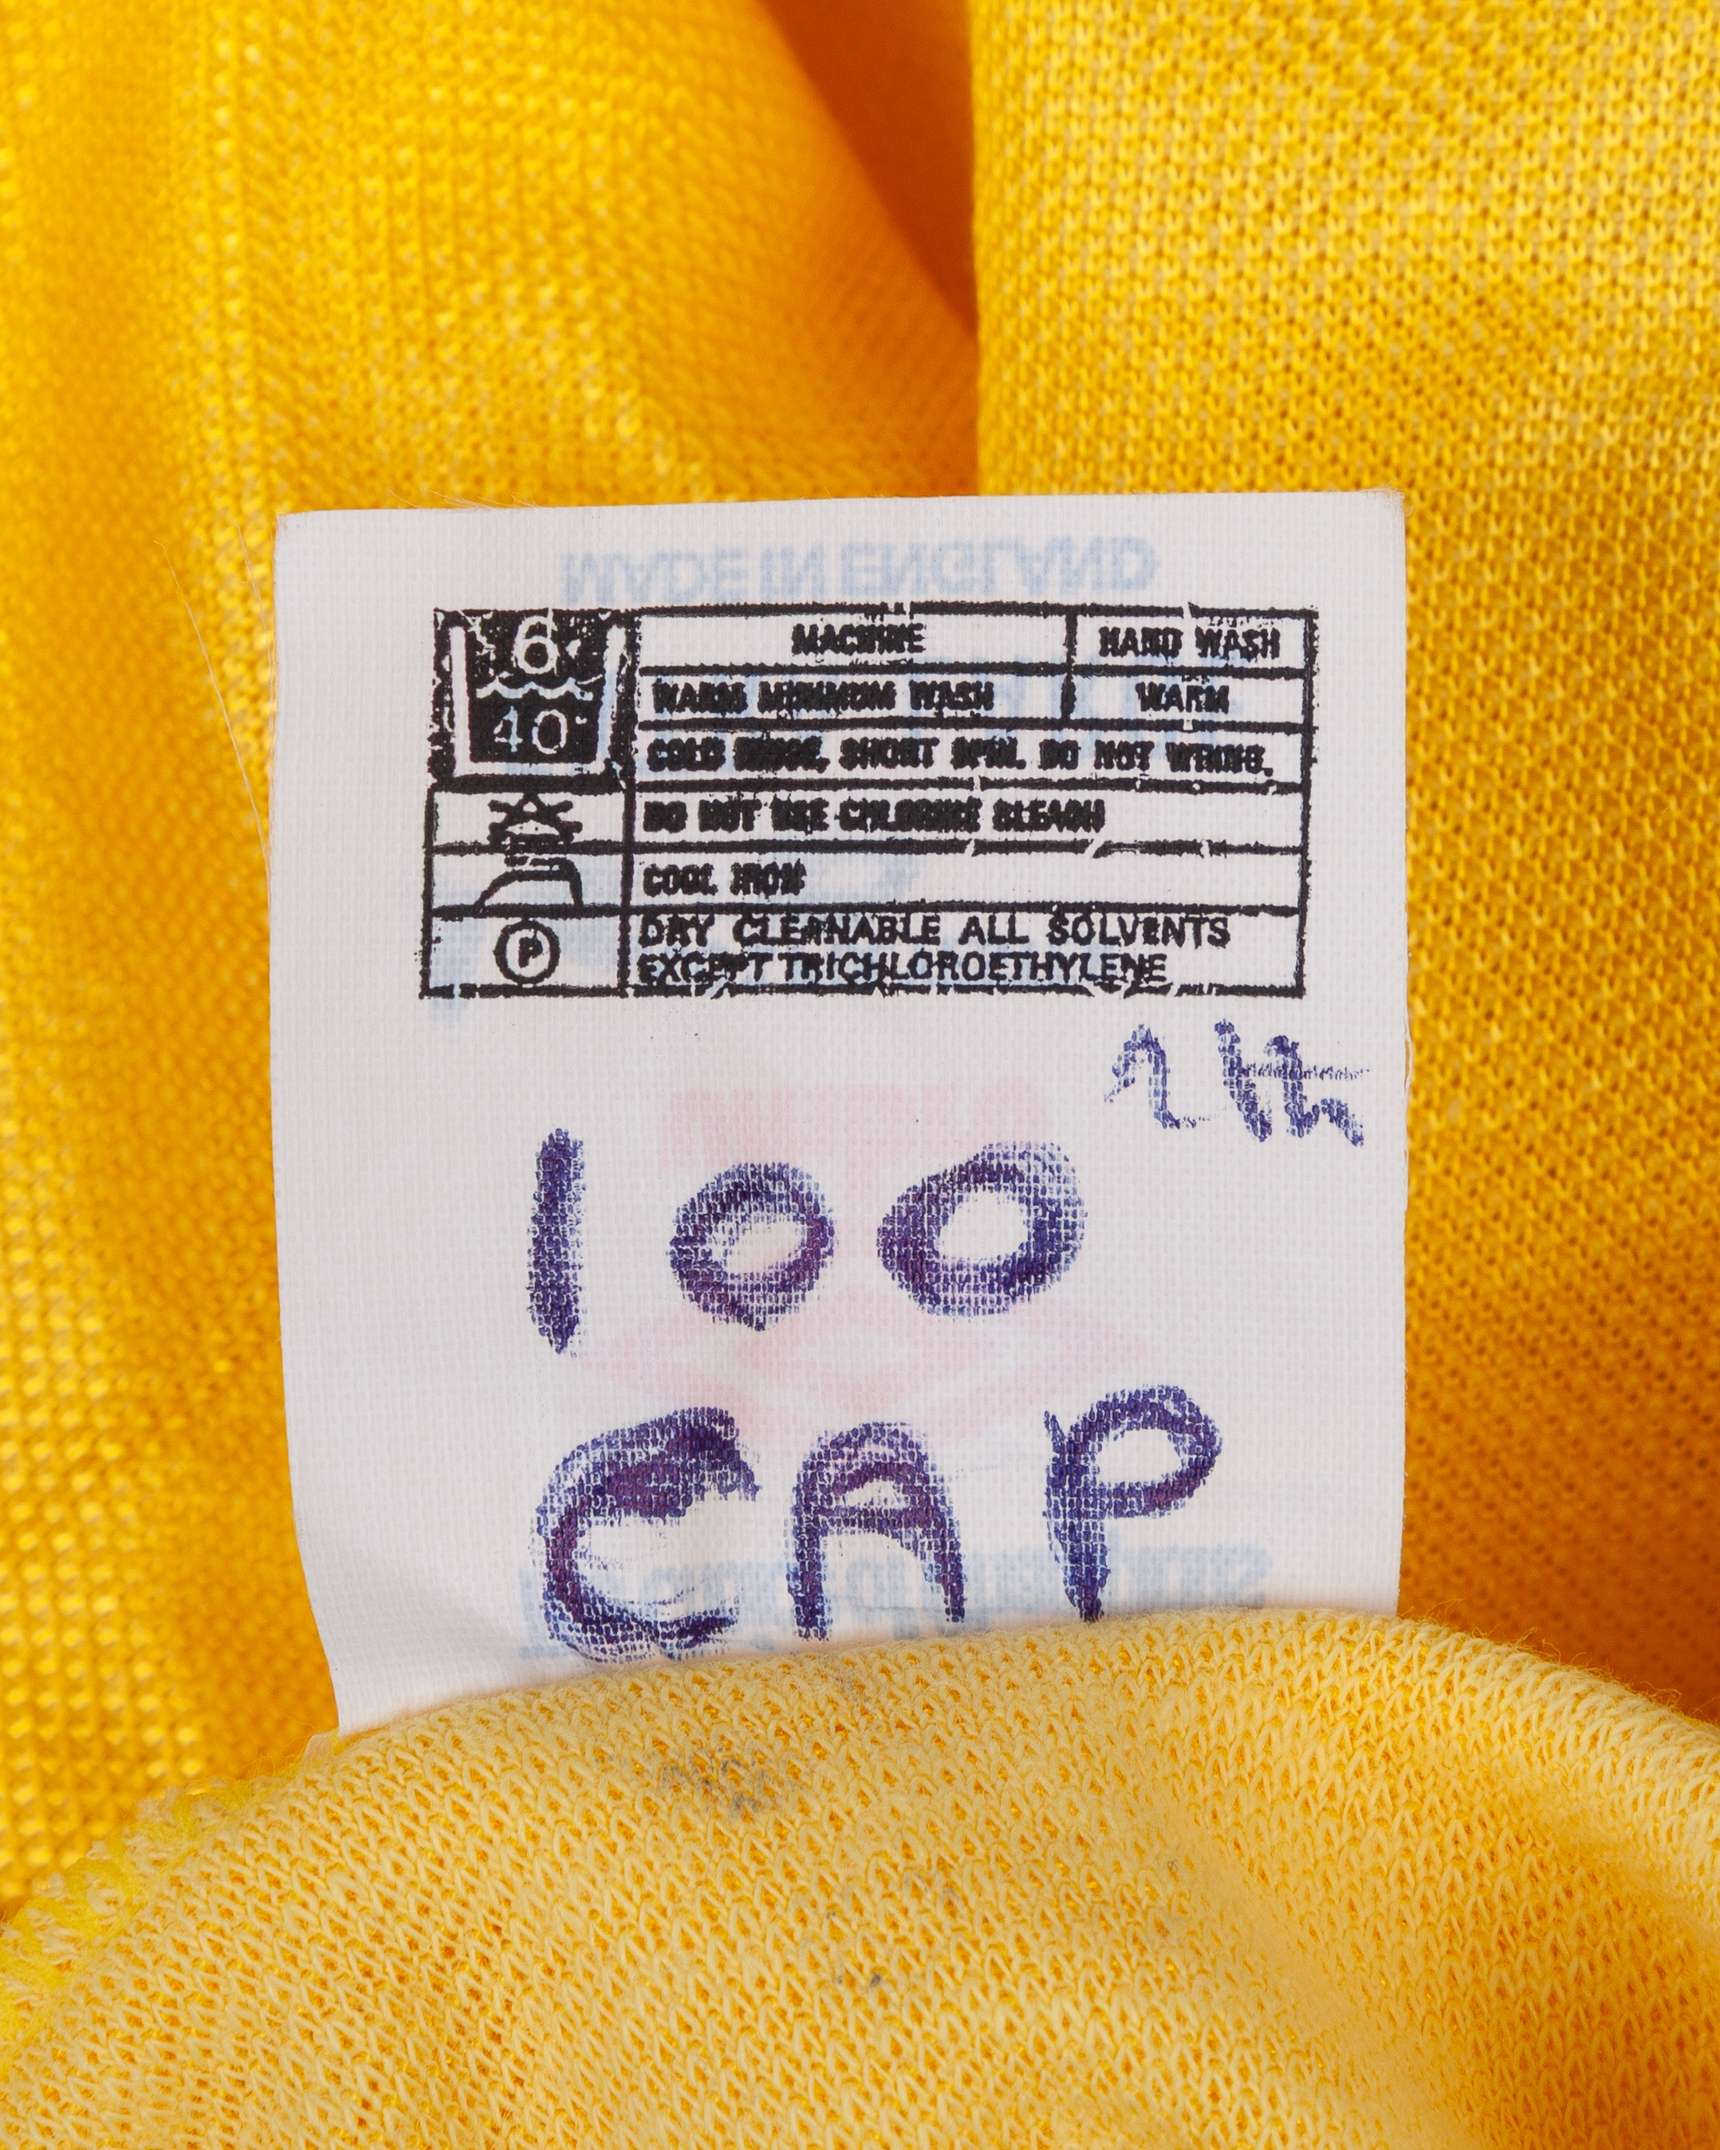 MADE IN ENGLAND
6
40
MACHINE HAND WASH
WARM MINIMUM WASH WARM
COLD RINSE, SHORT SPIN. DO NOT WRING.
DO NOT USE CHLORINE BLEACH
COOL IRON
P
DRY CLEANABLE ALL SOLVENTS
EXCEPT TRICHLOROETHYLENE
100
CAP